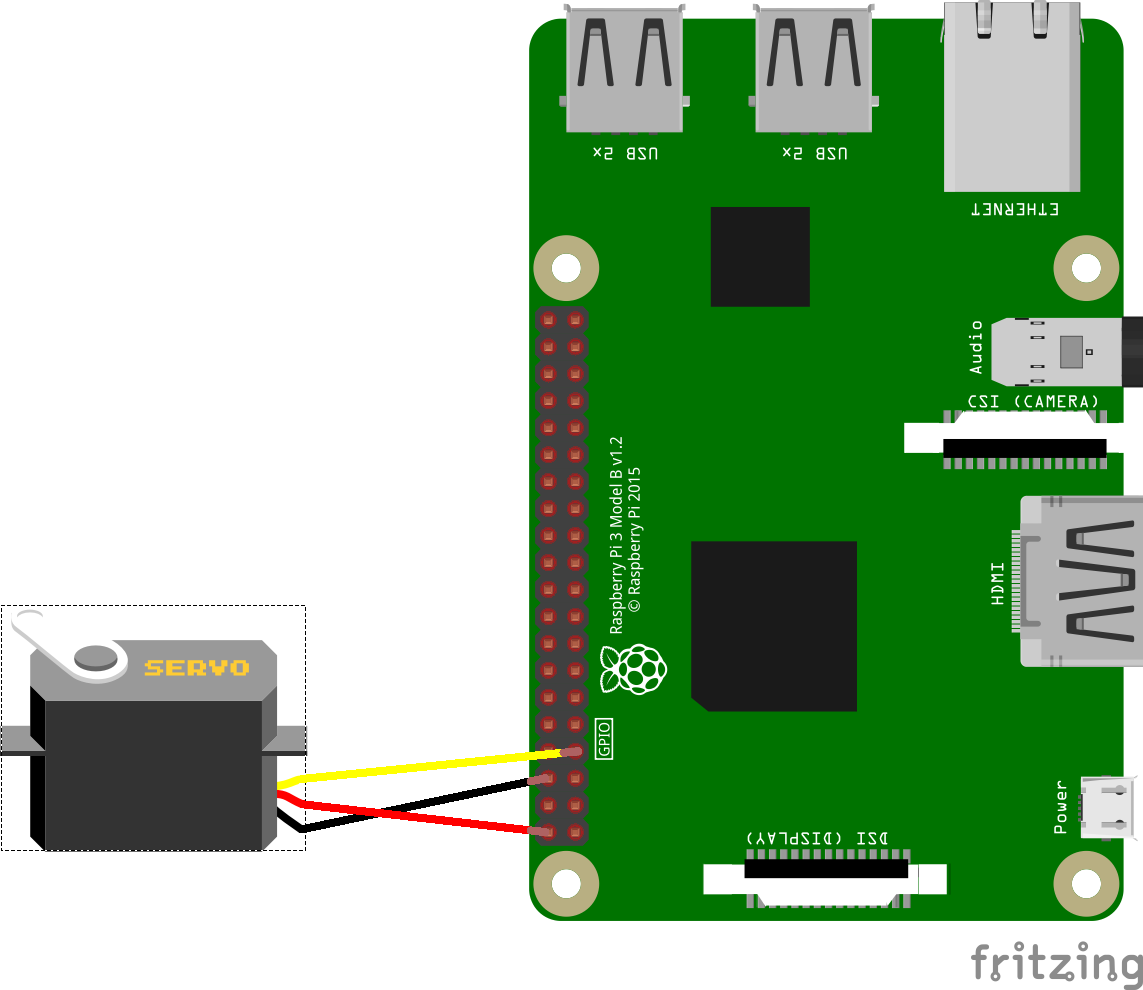 USB 2x
USB 2x
ETHERNET
Audio
CSI (CAMERA)
Raspberry Pi 3 Model B v1.2
© Raspberry Pi 2015
HDMI
SERVO
GPIO
Power
DSI (DISPLAY)
fritzing